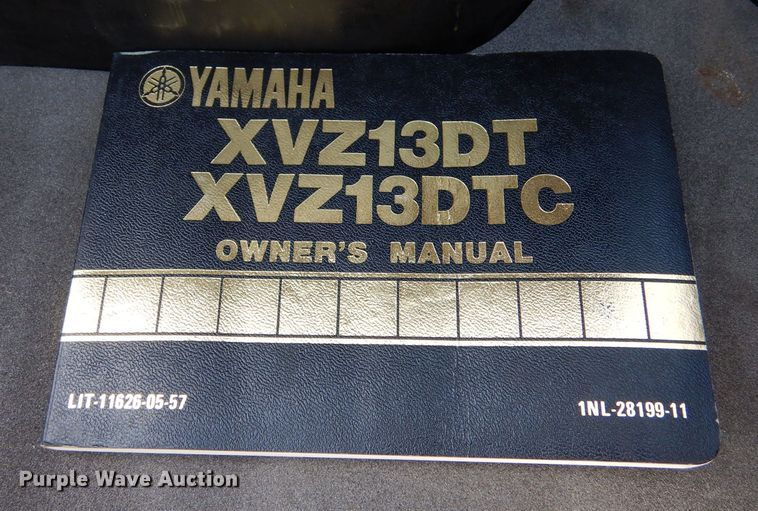 YAMAHA
XVZ13DT
XVZ13DTC
OWNER'S MANUAL
LIT-11626-05-57
1NL-28199-11
Purple Wave Auction